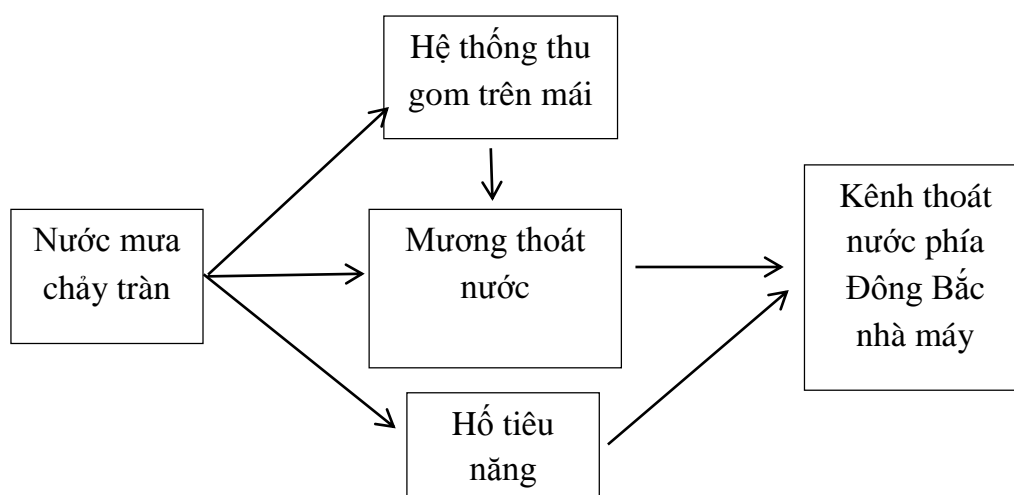 Hệ thống thu
gom trên mái
Nước mưa
chảy tràn
Mương thoát
nước
Hố tiêu
năng
Kênh thoát
nước phía
Đông Bắc
nhà máy